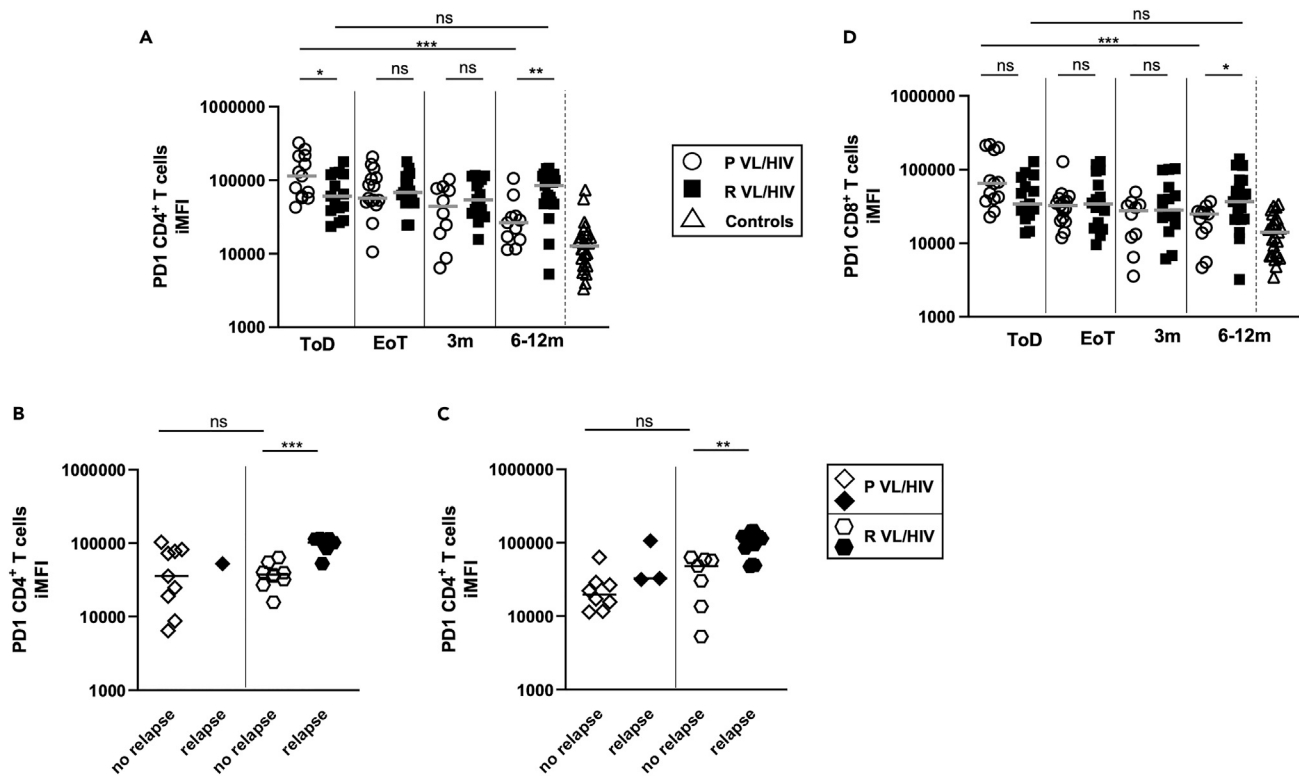 A
ns
***
*
ns
ns
**
PD1 CD4+ T cells
iMFI
1000000
100000
10000
1000
ToD
EoT
3m
6-12m
P VL/HIV
R VL/HIV
Controls
D
ns
***
ns
ns
ns
*
PD1 CD8+ T cells
iMFI
1000000
100000
10000
1000
ToD
EoT
3m
6-12m
B
ns
***
PD1 CD4+ T cells
iMFI
1000000
100000
10000
1000
no relapse
relapse
no relapse
relapse
C
ns
**
PD1 CD4+ T cells
iMFI
1000000
100000
10000
1000
no relapse
relapse
no relapse
relapse
P VL/HIV
R VL/HIV